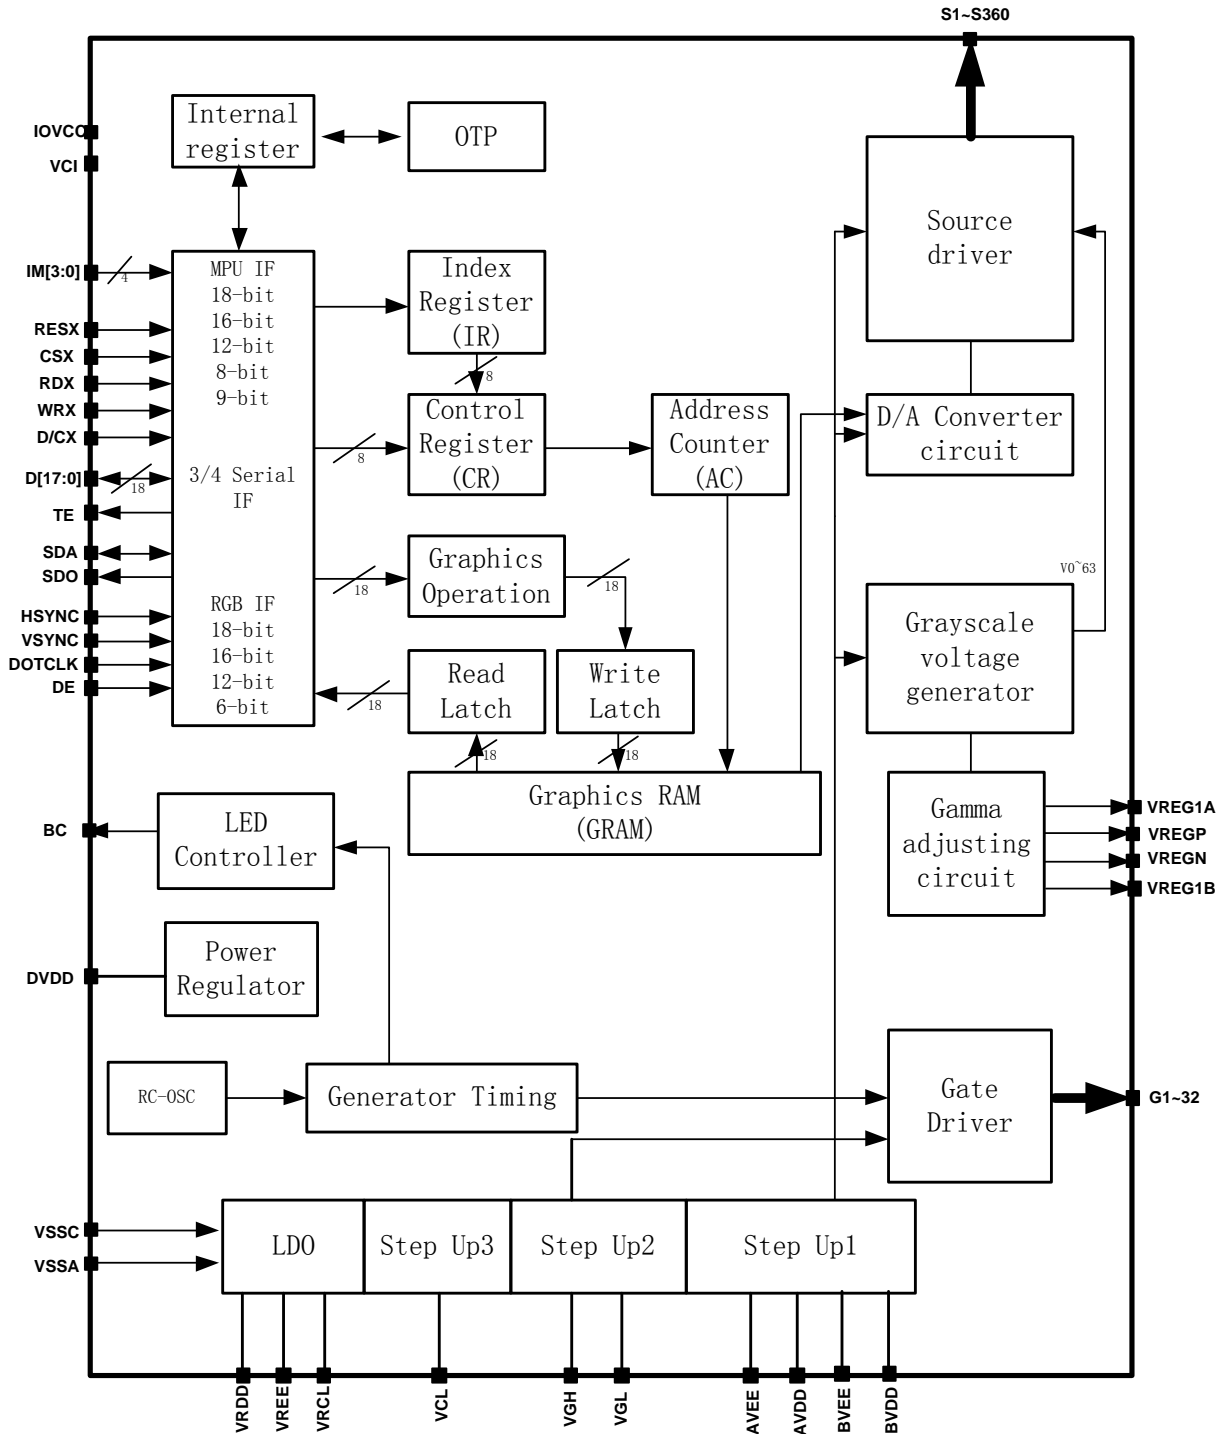 S1~S360
IOVCC
VCI
IM[3:0]
RESX
CSX
RDX
WRX
D/CX
D[17:0]
TE
SDA
SDO
HSYNC
VSYNC
DOTCLK
DE
BC
DVDD
VSSC
VSSA
Internal
register
OTP
4
MPU IF
18-bit
16-bit
12-bit
8-bit
9-bit
18
3/4 Serial
IF
RGB IF
18-bit
16-bit
12-bit
6-bit
Index
Register
(IR)
8
Control
Register
(CR)
8
Address
Counter
(AC)
Graphics
Operation
18
18
Read
Latch
18
Write
Latch
18
18
Graphics RAM
(GRAM)
Source
driver
D/A Converter
circuit
V0~63
Grayscale
voltage
generator
Gamma
adjusting
circuit
VREG1A
VREGP
VREGN
VREG1B
LED
Controller
Power
Regulator
RC-OSC
Generator Timing
Gate
Driver
G1~32
LDO
Step Up3
Step Up2
Step Up1
VRDD
VREE
VRCL
VCL
VGH
VGL
AVEE
AVDD
BVEE
BVDD